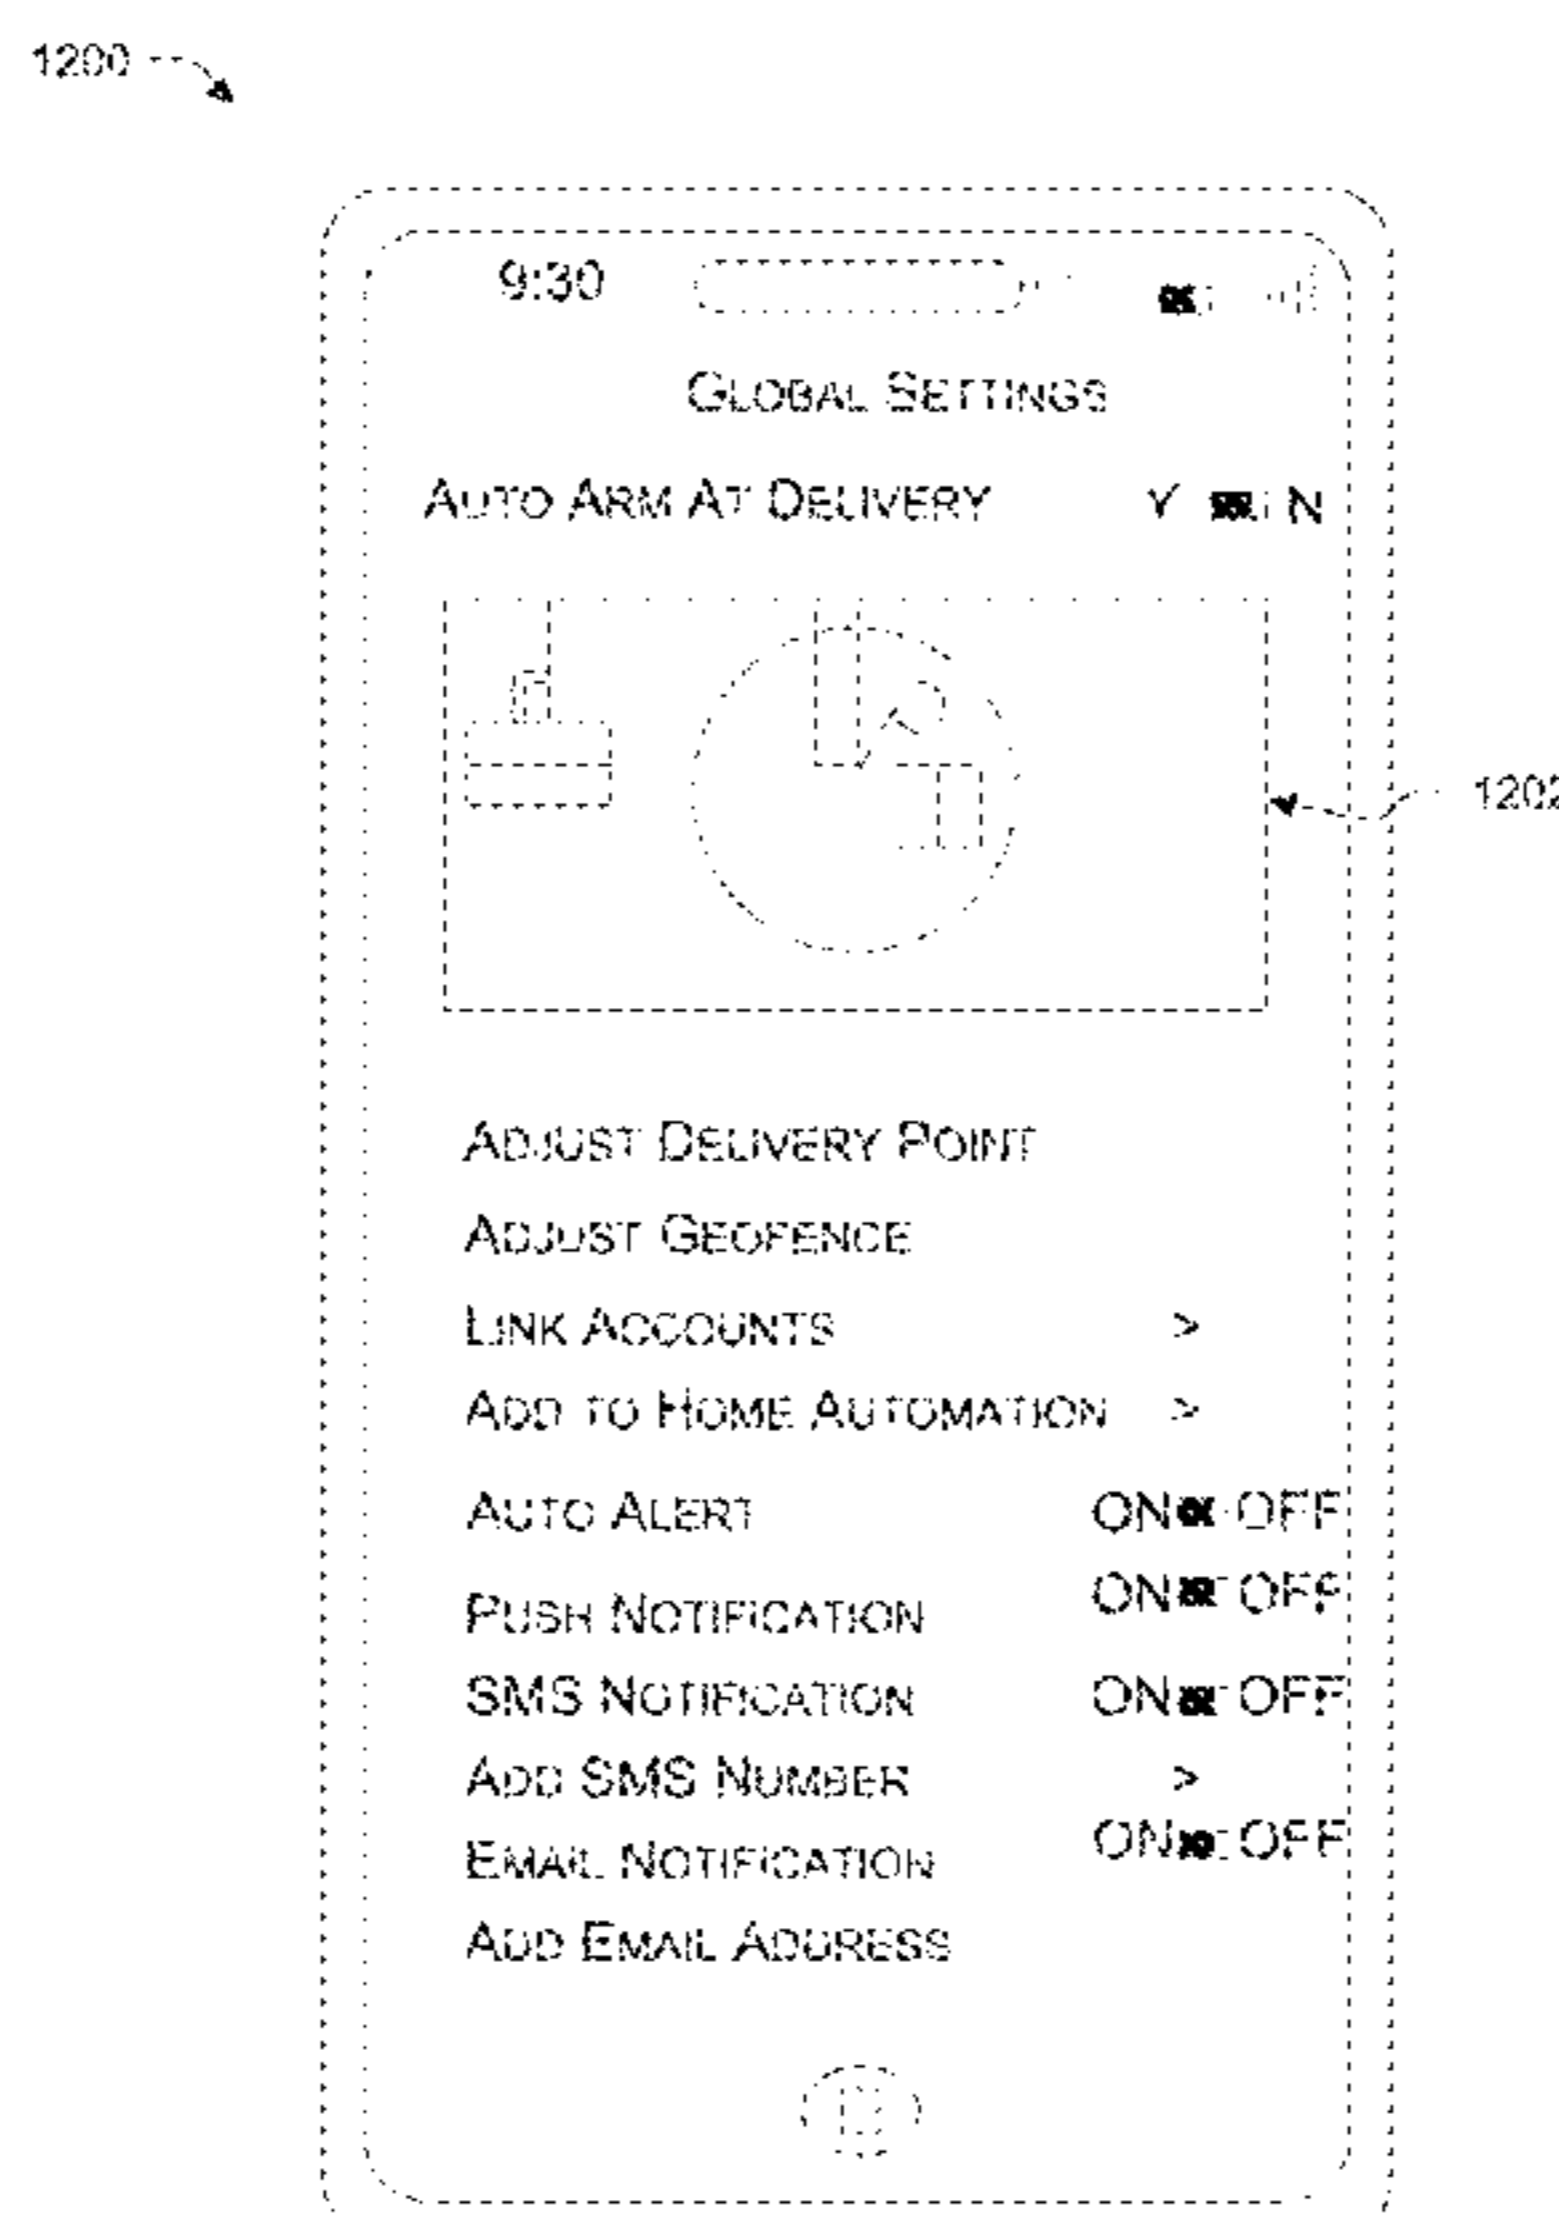 1200
9:30
GLOBAL SETTINGS
AUTO ARM AT DELIVERY Y N
1202
ADJUST DELIVERY POINT
ADJUST GEOFENCE
LINK ACCOUNTS >
ADD TO HOME AUTOMATION >
AUTO ALERT ON OFF
PUSH NOTIFICATION ON OFF
SMS NOTIFICATION ON OFF
ADD SMS NUMBER >
EMAIL NOTIFICATION ON OFF
ADD EMAIL ADDRESS